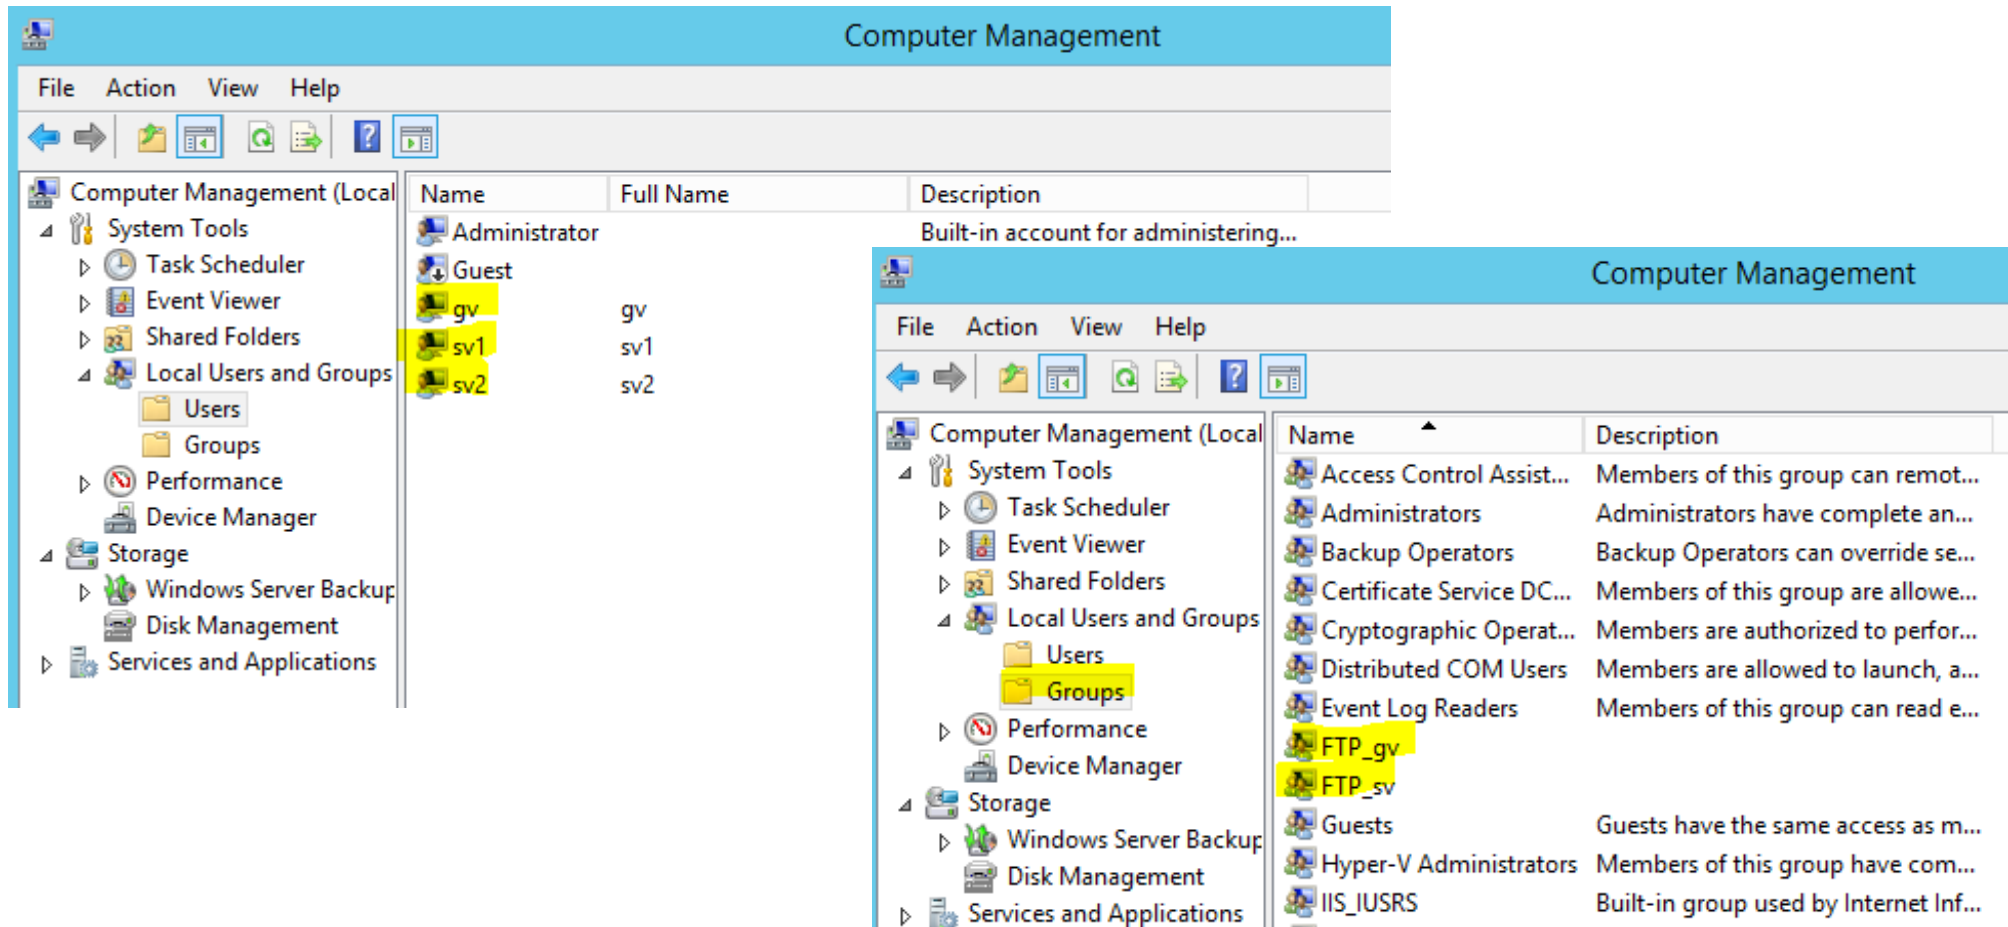 Computer Management
File Action View Help
Computer Management (Local
System Tools
Task Scheduler
Event Viewer
Shared Folders
Local Users and Groups
Users
Groups
Performance
Device Manager
Storage
Windows Server Backup
Disk Management
Services and Applications
Name Full Name Description
Administrator Built-in account for administering...
Guest
gv gv
sv1 sv1
sv2 sv2
Computer Management
File Action View Help
Computer Management (Local
System Tools
Task Scheduler
Event Viewer
Shared Folders
Local Users and Groups
Users
Groups
Performance
Device Manager
Storage
Windows Server Backup
Disk Management
Services and Applications
Name Description
Access Control Assist... Members of this group can remot...
Administrators Administrators have complete an...
Backup Operators Backup Operators can override se...
Certificate Service DC... Members of this group are allowe...
Cryptographic Operat... Members are authorized to perfor...
Distributed COM Users Members are allowed to launch, a...
Event Log Readers Members of this group can read e...
FTP_gv
FTP_sv
Guests Guests have the same access as m...
Hyper-V Administrators Members of this group have com...
IIS_IUSRS Built-in group used by Internet Inf...